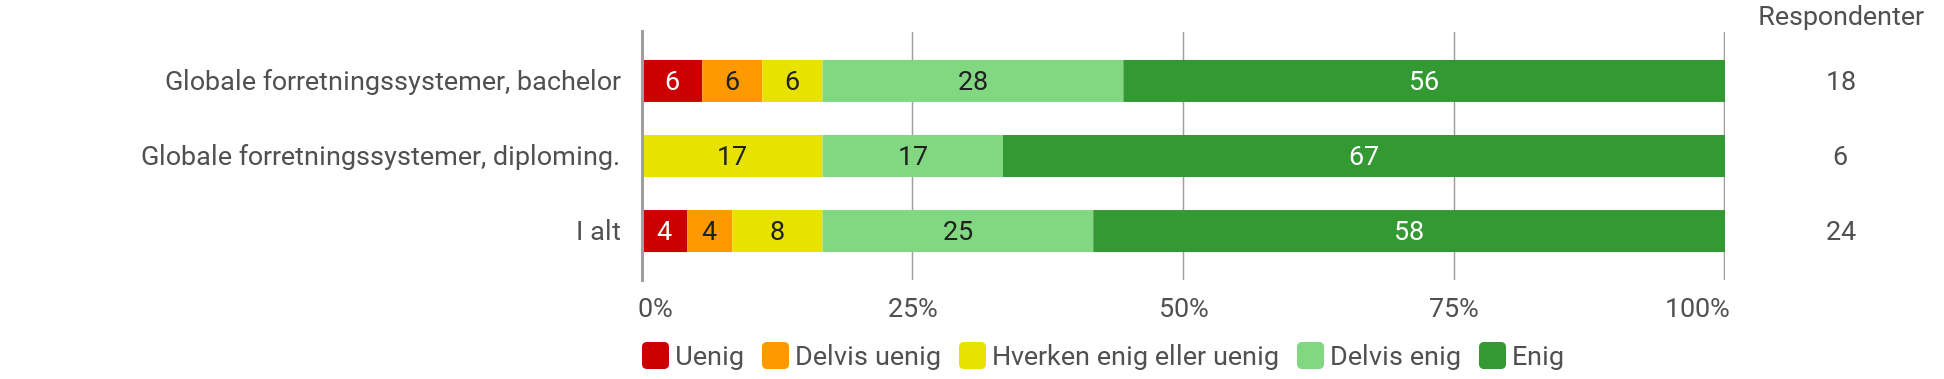 Respondenter
Globale forretningssystemer, bachelor 6 6 6 28 56 18
Globale forretningssystemer, diploming. 17 17 67 6
I alt 4 4 8 25 58 24
0% 25% 50% 75% 100%
Uenig Delvis uenig Hverken enig eller uenig Delvis enig Enig